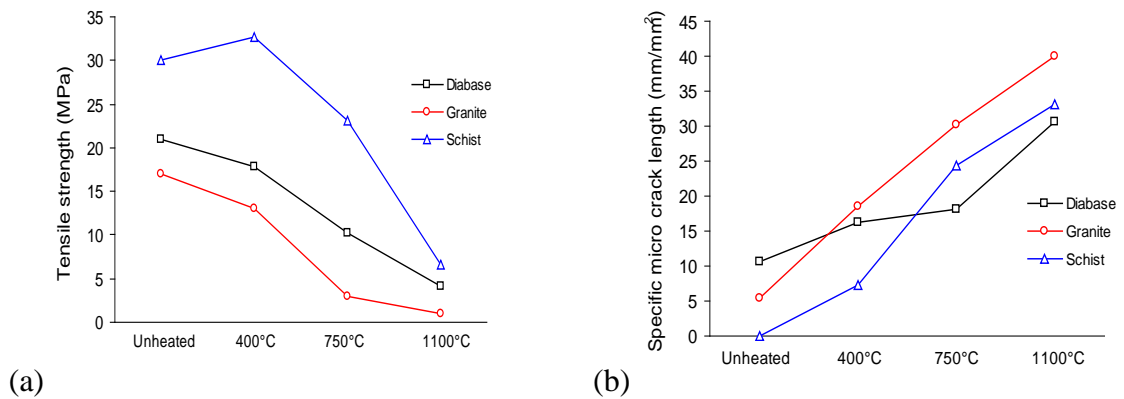 Tensile strength (MPa)
35
30
25
20
15
10
5
0
Unheated 400°C 750°C 1100°C
Diabase
Granite
Schist
(a)
Specific micro crack length (mm/mm²)
45
40
35
30
25
20
15
10
5
0
Unheated 400°C 750°C 1100°C
Diabase
Granite
Schist
(b)